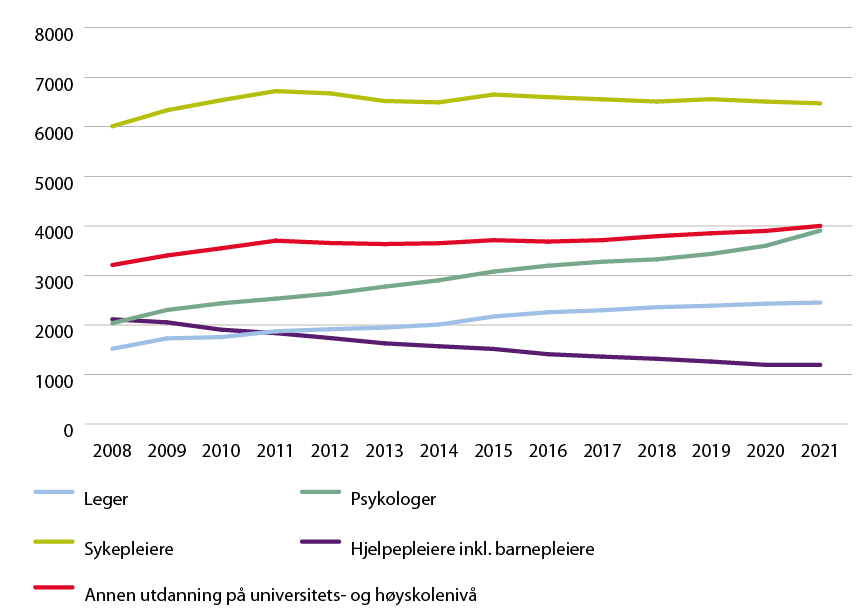 8000
7000
6000
5000
4000
3000
2000
1000
0
2008 2009 2010 2011 2012 2013 2014 2015 2016 2017 2018 2019 2020 2021
Leger Psykologer
Sykepleiere Hjelpepleiere inkl. barnepleiere
Annen utdanning på universitets- og høyskolenivå